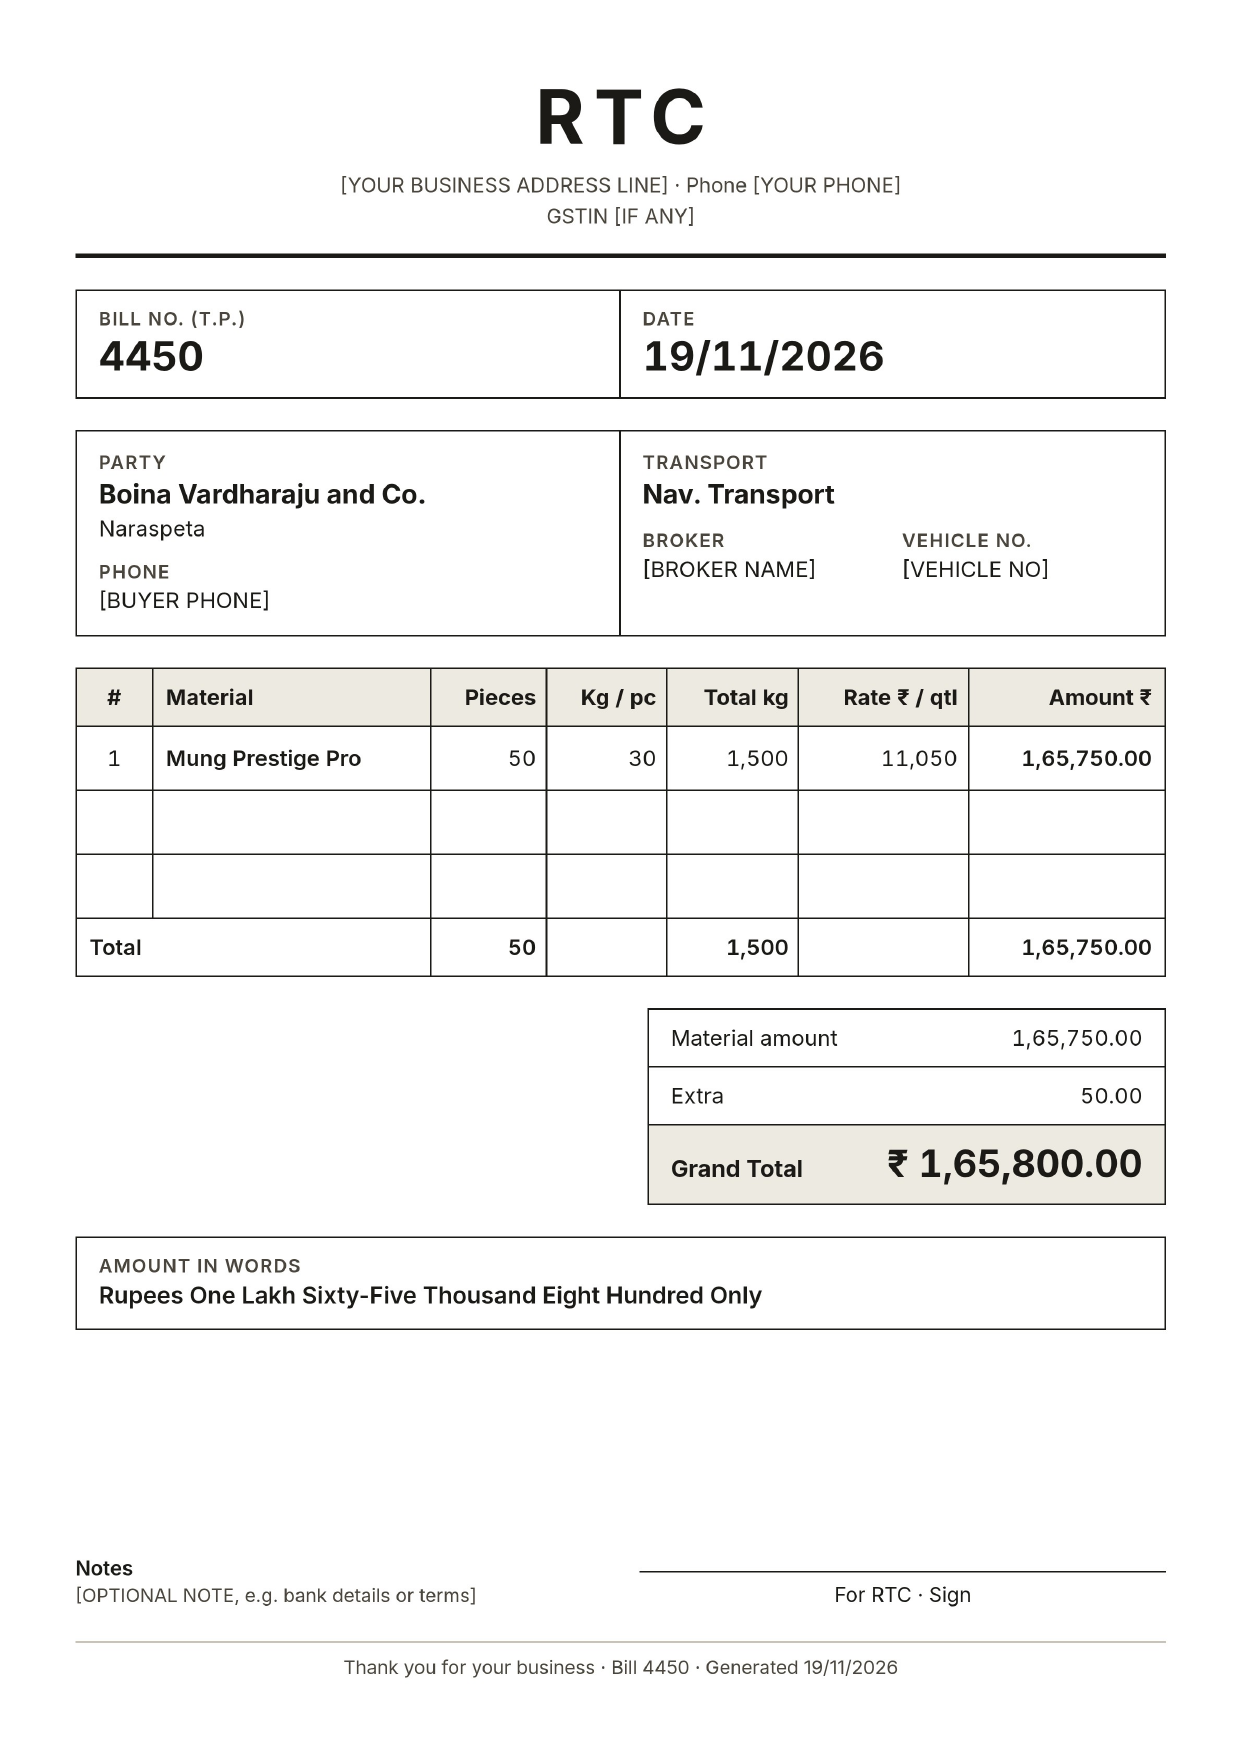 RTC
[YOUR BUSINESS ADDRESS LINE] · Phone [YOUR PHONE]
GSTIN [IF ANY]
BILL NO. (T.P.)
4450
DATE
19/11/2026
PARTY
Boina Vardharaju and Co.
Naraspeta
PHONE
[BUYER PHONE]
TRANSPORT
Nav. Transport
BROKER VEHICLE NO.
[BROKER NAME] [VEHICLE NO]
# Material Pieces Kg / pc Total kg Rate ₹ / qtl Amount ₹
1 Mung Prestige Pro 50 30 1,500 11,050 1,65,750.00
Total 50 1,500 1,65,750.00
Material amount 1,65,750.00
Extra 50.00
Grand Total ₹ 1,65,800.00
AMOUNT IN WORDS
Rupees One Lakh Sixty-Five Thousand Eight Hundred Only
Notes
[OPTIONAL NOTE, e.g. bank details or terms]
For RTC · Sign
Thank you for your business · Bill 4450 · Generated 19/11/2026